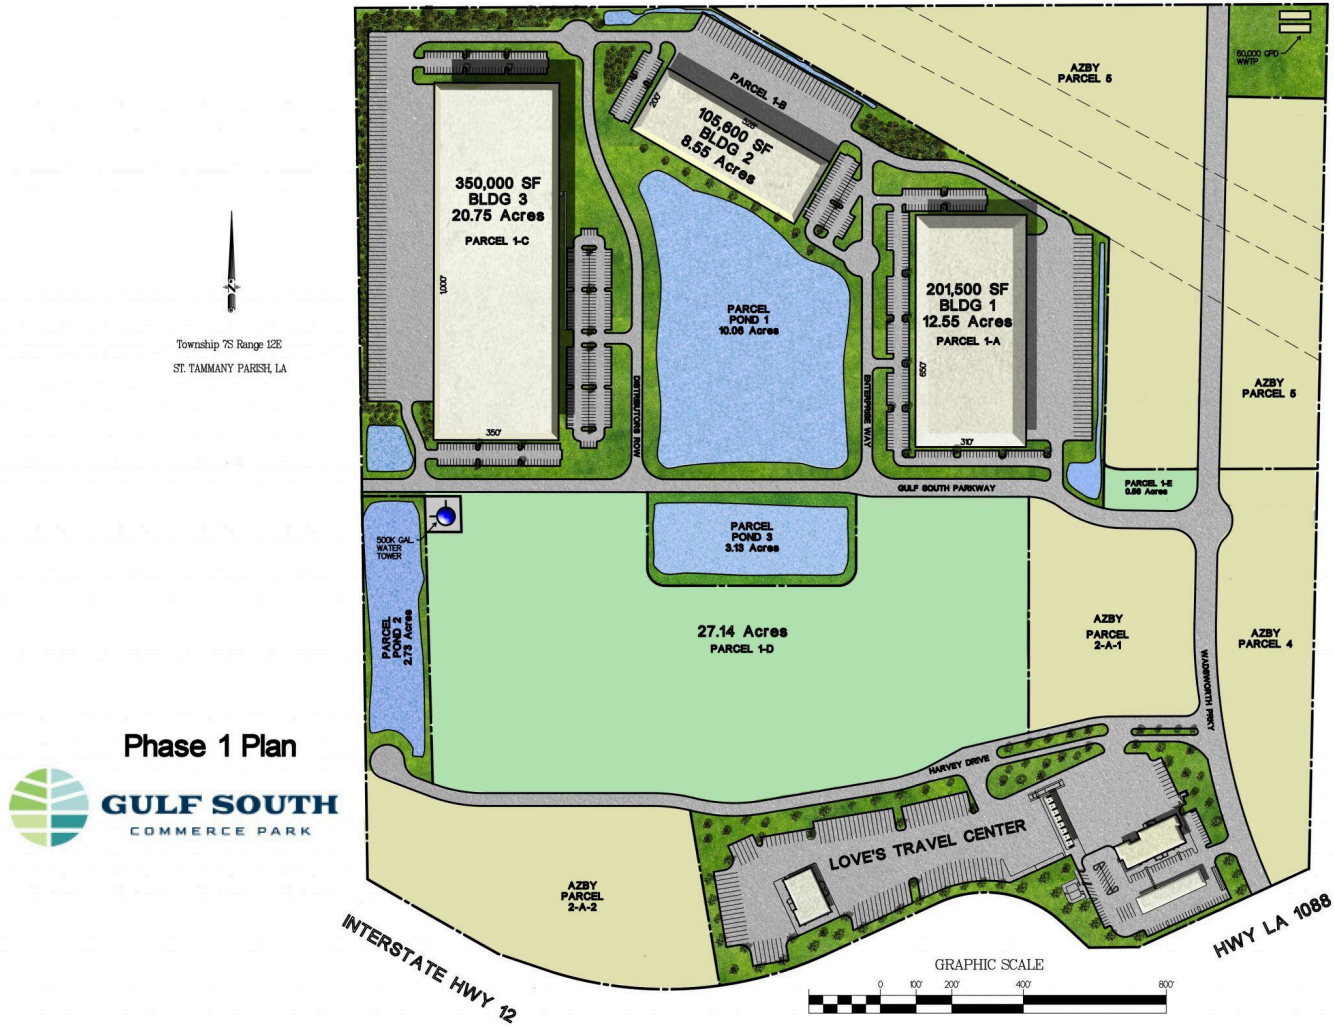 AZBY
PARCEL 5
60,000 GPD
WWTP
PARCEL 1-B
200'
528'
105,600 SF
BLDG 2
8.55 Acres
350,000 SF
BLDG 3
20.75 Acres
PARCEL 1-C
1,000'
350'
N
Township 7S Range 12E
ST. TAMMANY PARISH, LA
PARCEL
POND 1
10.06 Acres
201,500 SF
BLDG 1
12.55 Acres
PARCEL 1-A
650'
310'
AZBY
PARCEL 5
DISTRIBUTORS ROW
ENTERPRISE WAY
GULF SOUTH PARKWAY
PARCEL 1-E
0.86 Acres
500K GAL.
WATER
TOWER
PARCEL
POND 3
3.13 Acres
PARCEL
POND 2
2.73 Acres
27.14 Acres
PARCEL 1-D
AZBY
PARCEL
2-A-1
AZBY
PARCEL 4
WADSWORTH PRKY
Phase 1 Plan
GULF SOUTH
COMMERCE PARK
HARVEY DRIVE
LOVE'S TRAVEL CENTER
AZBY
PARCEL
2-A-2
INTERSTATE HWY 12
HWY LA 1088
GRAPHIC SCALE
0 100' 200' 400' 800'